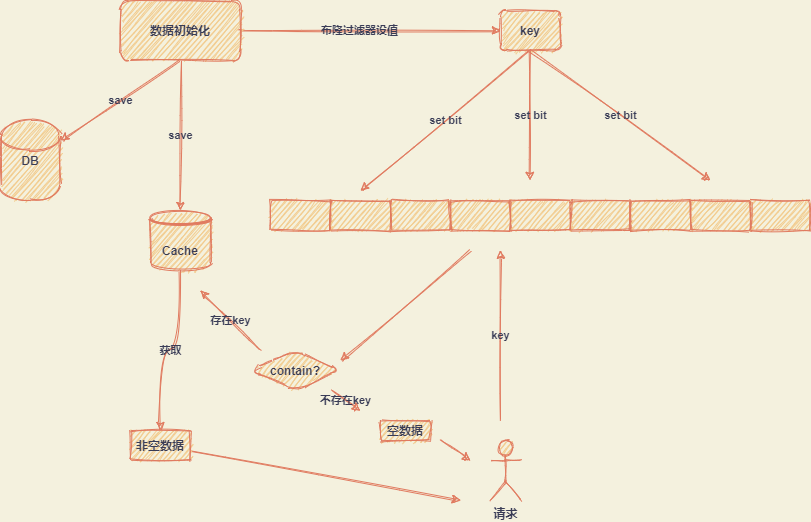 数据初始化
布隆过滤器设值
key
save
set bit
set bit
set bit
save
DB
Cache
存在key
key
获取
contain?
不存在key
空数据
非空数据
请求